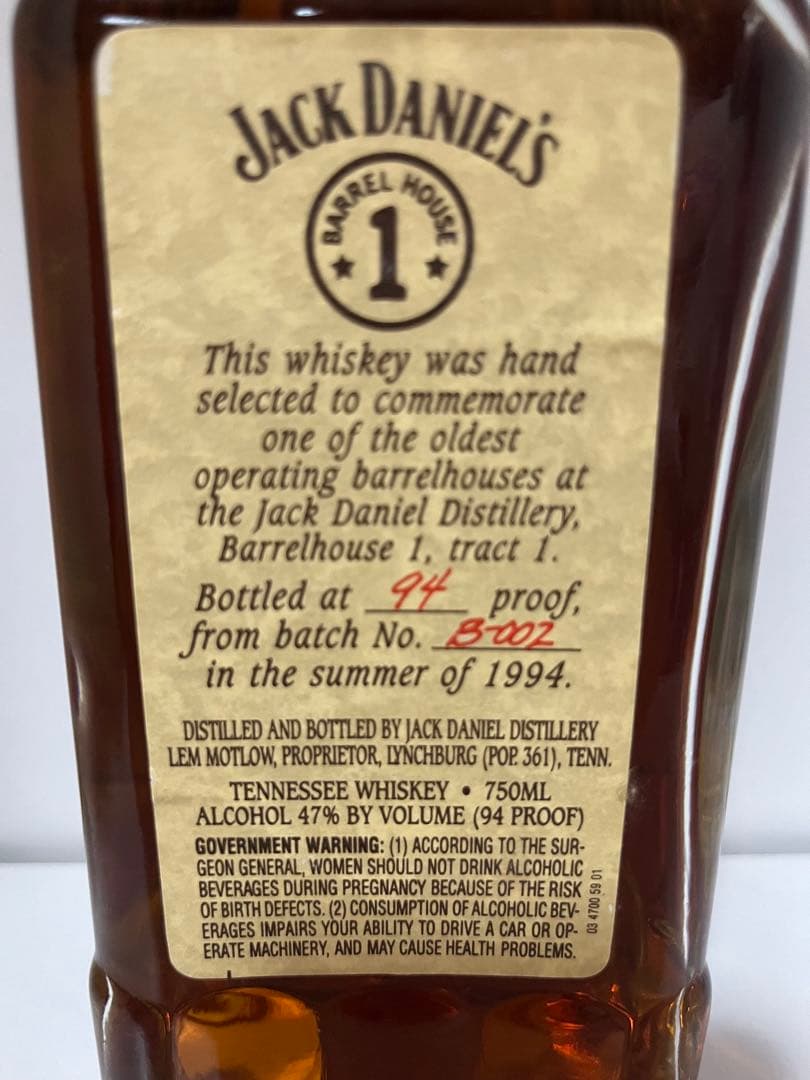 JACK DANIEL'S
BARREL HOUSE
1
This whiskey was hand
selected to commemorate
one of the oldest
operating barrelhouses at
the Jack Daniel Distillery,
Barrelhouse 1, tract 1.
Bottled at 94 proof,
from batch No. B-002
in the summer of 1994.
DISTILLED AND BOTTLED BY JACK DANIEL DISTILLERY
LEM MOTLOW, PROPRIETOR, LYNCHBURG (POP. 361), TENN.
TENNESSEE WHISKEY • 750ML
ALCOHOL 47% BY VOLUME (94 PROOF)
GOVERNMENT WARNING: (1) ACCORDING TO THE SUR-
GEON GENERAL, WOMEN SHOULD NOT DRINK ALCOHOLIC
BEVERAGES DURING PREGNANCY BECAUSE OF THE RISK
OF BIRTH DEFECTS. (2) CONSUMPTION OF ALCOHOLIC BEV-
ERAGES IMPAIRS YOUR ABILITY TO DRIVE A CAR OR OP-
ERATE MACHINERY, AND MAY CAUSE HEALTH PROBLEMS.
03 4700 59 01